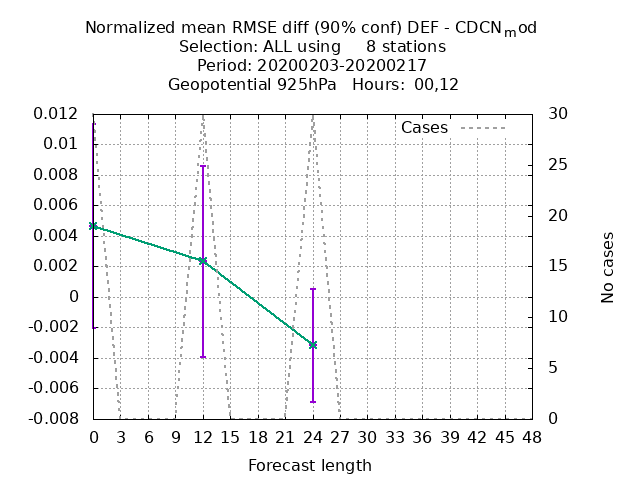 Normalized mean RMSE diff (90% conf) DEF - CDCNmod
Selection: ALL using 8 stations
Period: 20200203-20200217
Geopotential 925hPa Hours: 00,12
Cases
0.012
0.01
0.008
0.006
0.004
0.002
0
-0.002
-0.004
-0.006
-0.008
30
25
20
15
10
5
0
No cases
0 3 6 9 12 15 18 21 24 27 30 33 36 39 42 45 48
Forecast length